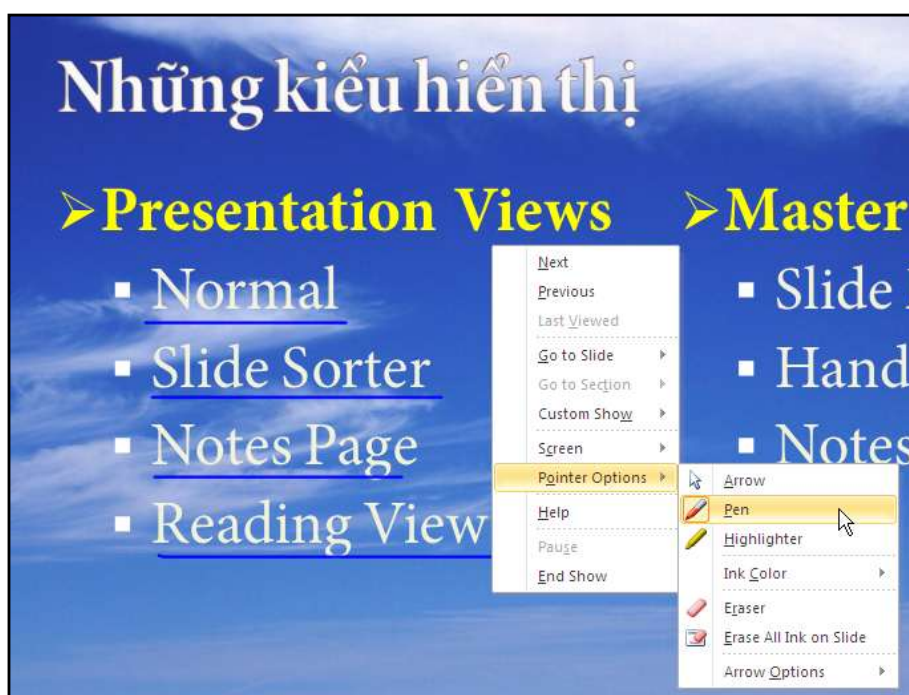 Những kiểu hiển thị
➢Presentation Views
▪ Normal
▪ Slide Sorter
▪ Notes Page
▪ Reading View
➢Master
▪ Slide
▪ Hand
▪ Notes
Next
Previous
Last Viewed
Go to Slide
Go to Section
Custom Show
Screen
Pointer Options
Help
Pause
End Show
Arrow
Pen
Highlighter
Ink Color
Eraser
Erase All Ink on Slide
Arrow Options